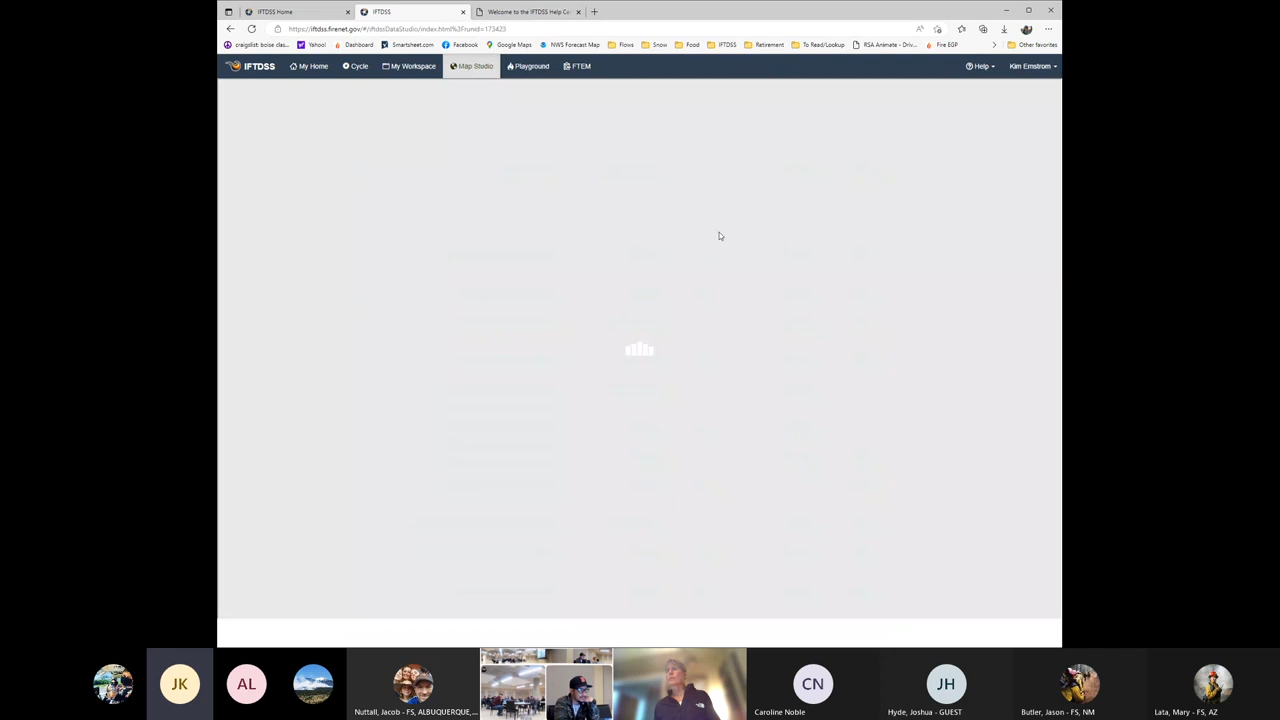 IFTDSS Home
IFTDSS
Welcome to the IFTDSS Help Ce
https://iftdss.firenet.gov/#/iftdssDataStudio/index.html%3Frunid=173423
craigslist: boise clas...
Yahoo!
Dashboard
Smartsheet.com
Facebook
Google Maps
NWS Forecast Map
Flows
Snow
Food
IFTDSS
Retirement
To Read/Lookup
RSA Animate - Driv...
Fire EGP
Other favorites
IFTDSS
My Home
Cycle
My Workspace
Map Studio
Playground
FTEM
Help
Kim Ernstrom
JK
AL
Nuttall, Jacob - FS, ALBUQUERQUE,...
CN
Caroline Noble
JH
Hyde, Joshua - GUEST
Butler, Jason - FS, NM
Lata, Mary - FS, AZ